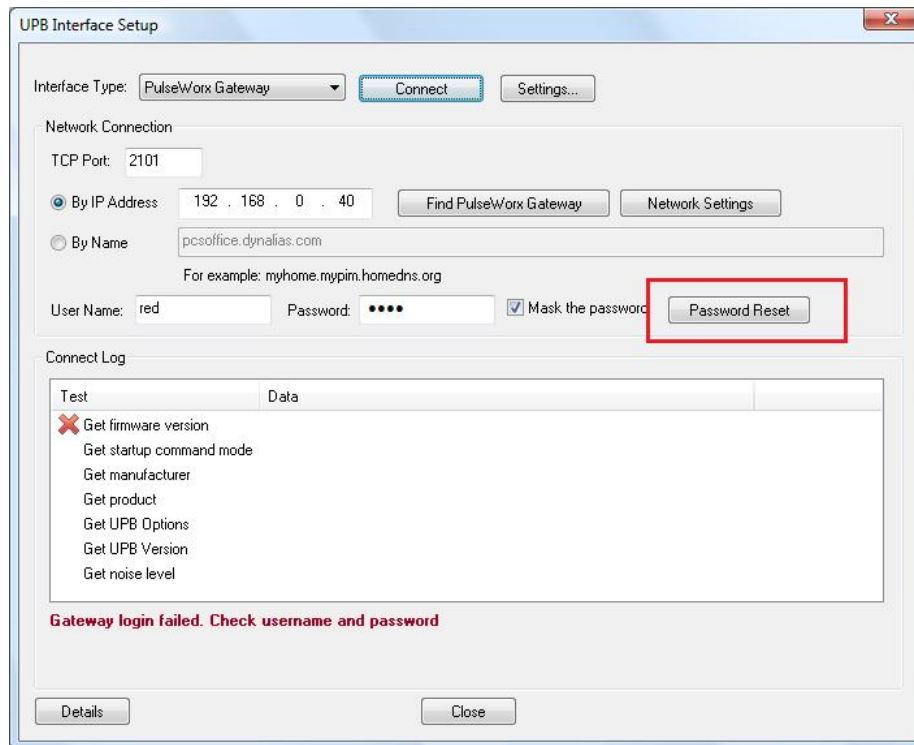 UPB Interface Setup
Interface Type: PulseWorx Gateway Connect Settings...
Network Connection
TCP Port: 2101
By IP Address 192 . 168 . 0 . 40 Find PulseWorx Gateway Network Settings
By Name pcsoffice.dynalias.com
For example: myhome.mypim.homedns.org
User Name: red Password: •••• Mask the password Password Reset
Connect Log
Test Data
Get firmware version
Get startup command mode
Get manufacturer
Get product
Get UPB Options
Get UPB Version
Get noise level
Gateway login failed. Check username and password
Details Close